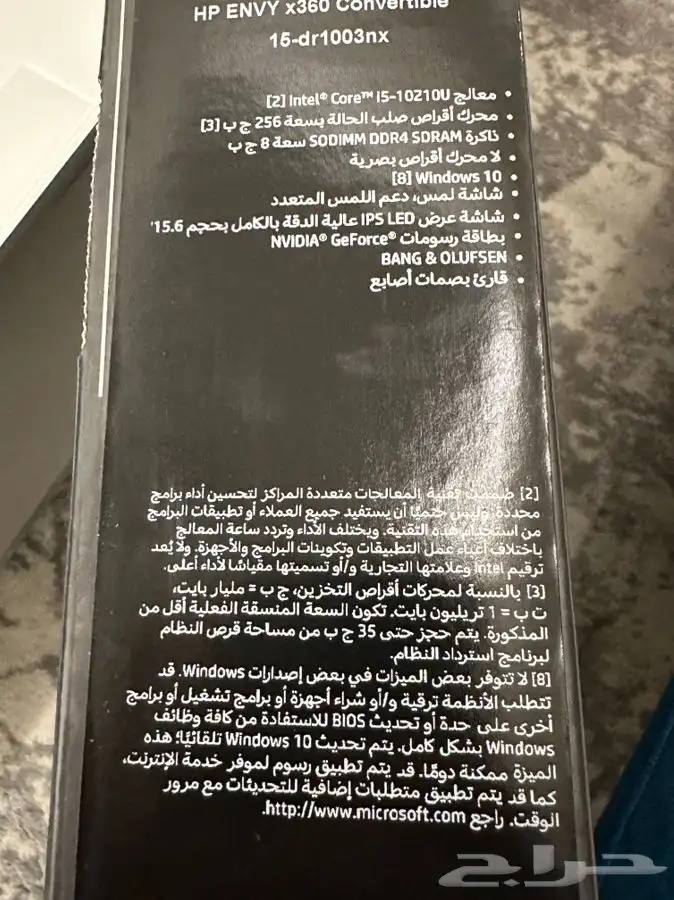 HP ENVY x360 Convertible
15-dr1003nx
• معالج Intel® Core™ i5-10210U [2]
• محرك أقراص صلب الحالة بسعة 256 ج ب [3]
• ذاكرة SODIMM DDR4 SDRAM سعة 8 ج ب
• لا محرك أقراص بصرية
• Windows 10 [8]
• شاشة لمس، دعم اللمس المتعدد
• شاشة عرض IPS LED عالية الدقة بالكامل بحجم 15.6'
• بطاقة رسومات NVIDIA® GeForce®
• BANG & OLUFSEN
• قارئ بصمات أصابع
[2] صُممت تقنية المعالجات متعددة المراكز لتحسين أداء برامج
محددة. وليس حتميًا أن يستفيد جميع العملاء أو تطبيقات البرامج
من استخدام هذه التقنية. ويختلف الأداء وتردد ساعة المعالج
باختلاف أعباء عمل التطبيقات وتكوينات البرامج والأجهزة. ولا يُعد
ترقيم Intel وعلامتها التجارية و/أو تسميتها مقياسًا لأداء أعلى.
[3] بالنسبة لمحركات أقراص التخزين، ج ب = مليار بايت،
ت ب = 1 تريليون بايت. تكون السعة المنسقة الفعلية أقل من
المذكورة. يتم حجز حتى 35 ج ب من مساحة قرص النظام
لبرنامج استرداد النظام.
[8] لا تتوفر بعض الميزات في بعض إصدارات Windows. قد
تتطلب الأنظمة ترقية و/أو شراء أجهزة أو برامج تشغيل أو برامج
أخرى على حدة أو تحديث BIOS للاستفادة من كافة وظائف
Windows بشكل كامل. يتم تحديث Windows 10 تلقائيًا؛ هذه
الميزة ممكنة دومًا. قد يتم تطبيق رسوم لموفر خدمة الإنترنت،
كما قد يتم تطبيق متطلبات إضافية للتحديثات مع مرور
الوقت. راجع http://www.microsoft.com.
حراج